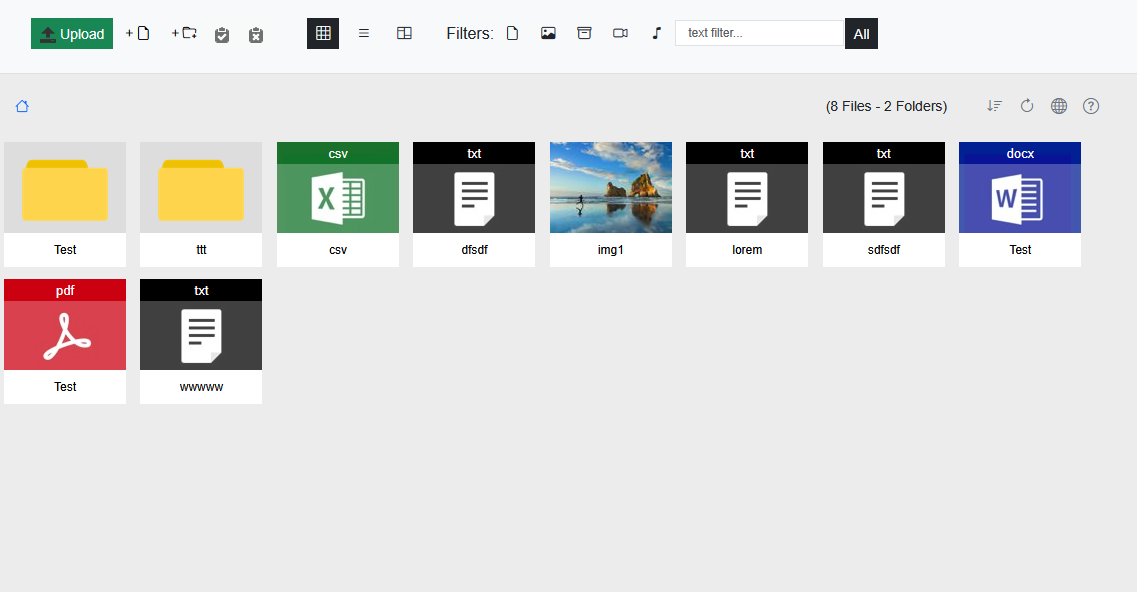 Upload + + Filters: text filter... All
(8 Files - 2 Folders)
csv txt txt txt docx
X W
Test ttt csv dfsdf img1 lorem sdfsdf Test
pdf txt
Test wwwww